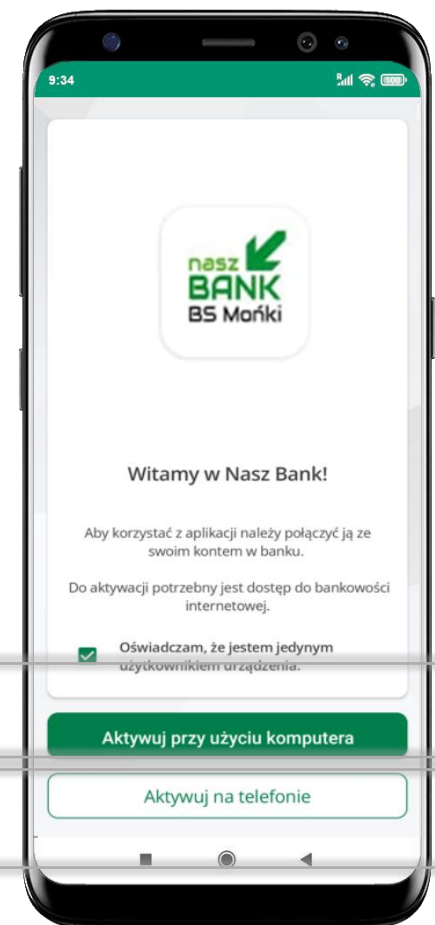 9:34
R
nasz
BANK
BS Mońki
Witamy w Nasz Bank!
Aby korzystać z aplikacji należy połączyć ją ze
swoim kontem w banku.
Do aktywacji potrzebny jest dostęp do bankowości
internetowej.
Oświadczam, że jestem jedynym
użytkownikiem urządzenia.
Aktywuj przy użyciu komputera
Aktywuj na telefonie